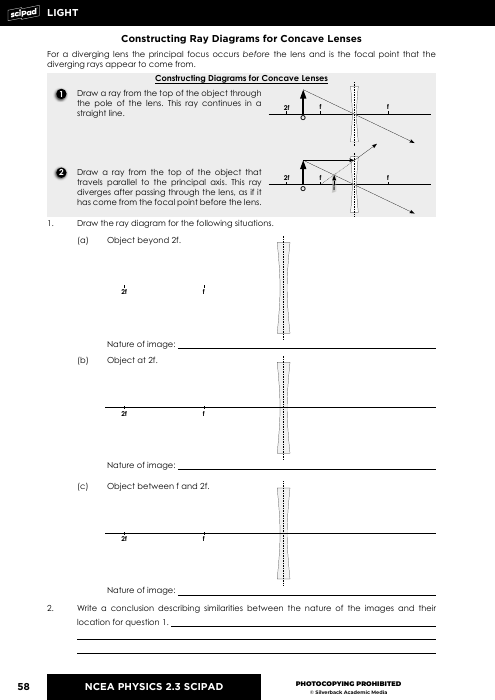 scipad LIGHT
Constructing Ray Diagrams for Concave Lenses
For a diverging lens the principal focus occurs before the lens and is the focal point that the
diverging rays appear to come from.
Constructing Diagrams for Concave Lenses
1 Draw a ray from the top of the object through
the pole of the lens. This ray continues in a
straight line.
2f O f f
2 Draw a ray from the top of the object that
travels parallel to the principal axis. This ray
diverges after passing through the lens, as if it
has come from the focal point before the lens.
2f O f f
1. Draw the ray diagram for the following situations.
(a) Object beyond 2f.
2f f
Nature of image:
(b) Object at 2f.
2f f
Nature of image:
(c) Object between f and 2f.
2f f
Nature of image:
2. Write a conclusion describing similarities between the nature of the images and their
location for question 1.
58 NCEA PHYSICS 2.3 SCIPAD PHOTOCOPYING PROHIBITED
© Silverback Academic Media